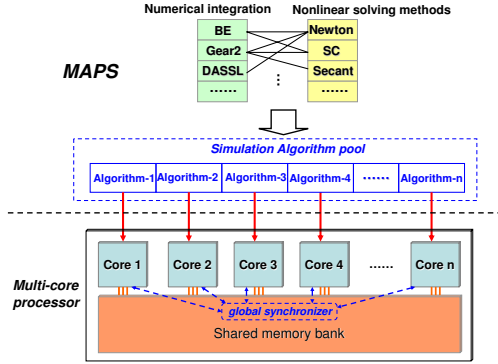 Numerical integration
Nonlinear solving methods
BE
Newton
Gear2
SC
MAPS
DASSL
Secant
......
⋮
......
Simulation Algorithm pool
Algorithm-1 Algorithm-2 Algorithm-3 Algorithm-4 ...... Algorithm-n
Core 1 Core 2 Core 3 Core 4 ...... Core n
Multi-core
processor
global synchronizer
Shared memory bank